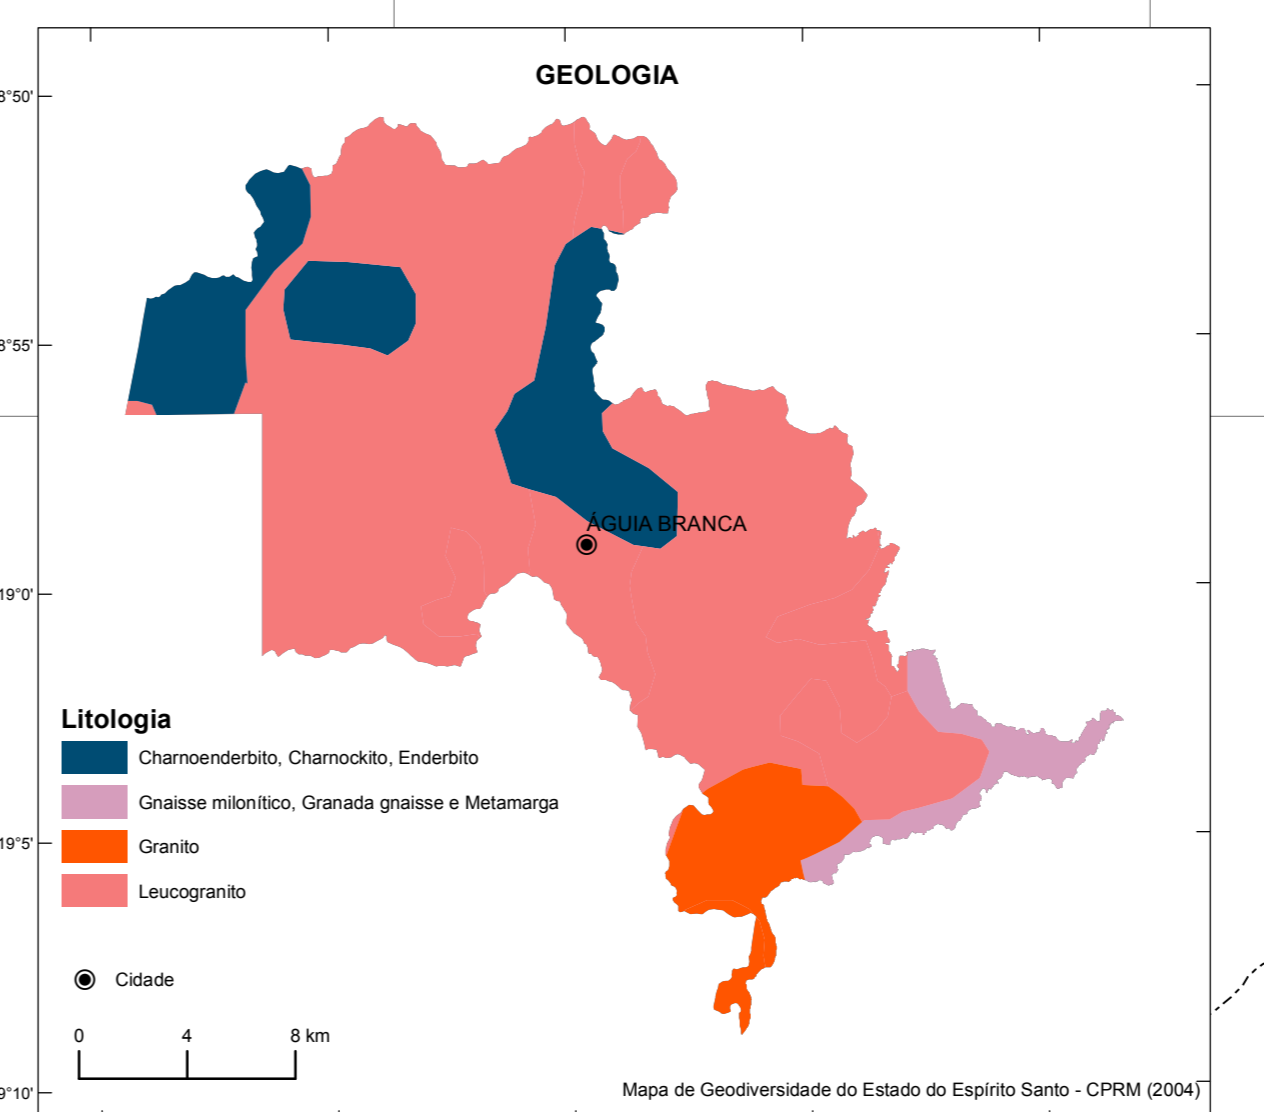 GEOLOGIA
8°50'
8°55'
ÁGUIA BRANCA
19°0'
Litologia
Charnoenderbito, Charnockito, Enderbito
Gnaisse milonítico, Granada gnaisse e Metamarga
19°5'
Granito
Leucogranito
Cidade
0 4 8 km
9°10'
Mapa de Geodiversidade do Estado do Espírito Santo - CPRM (2004)